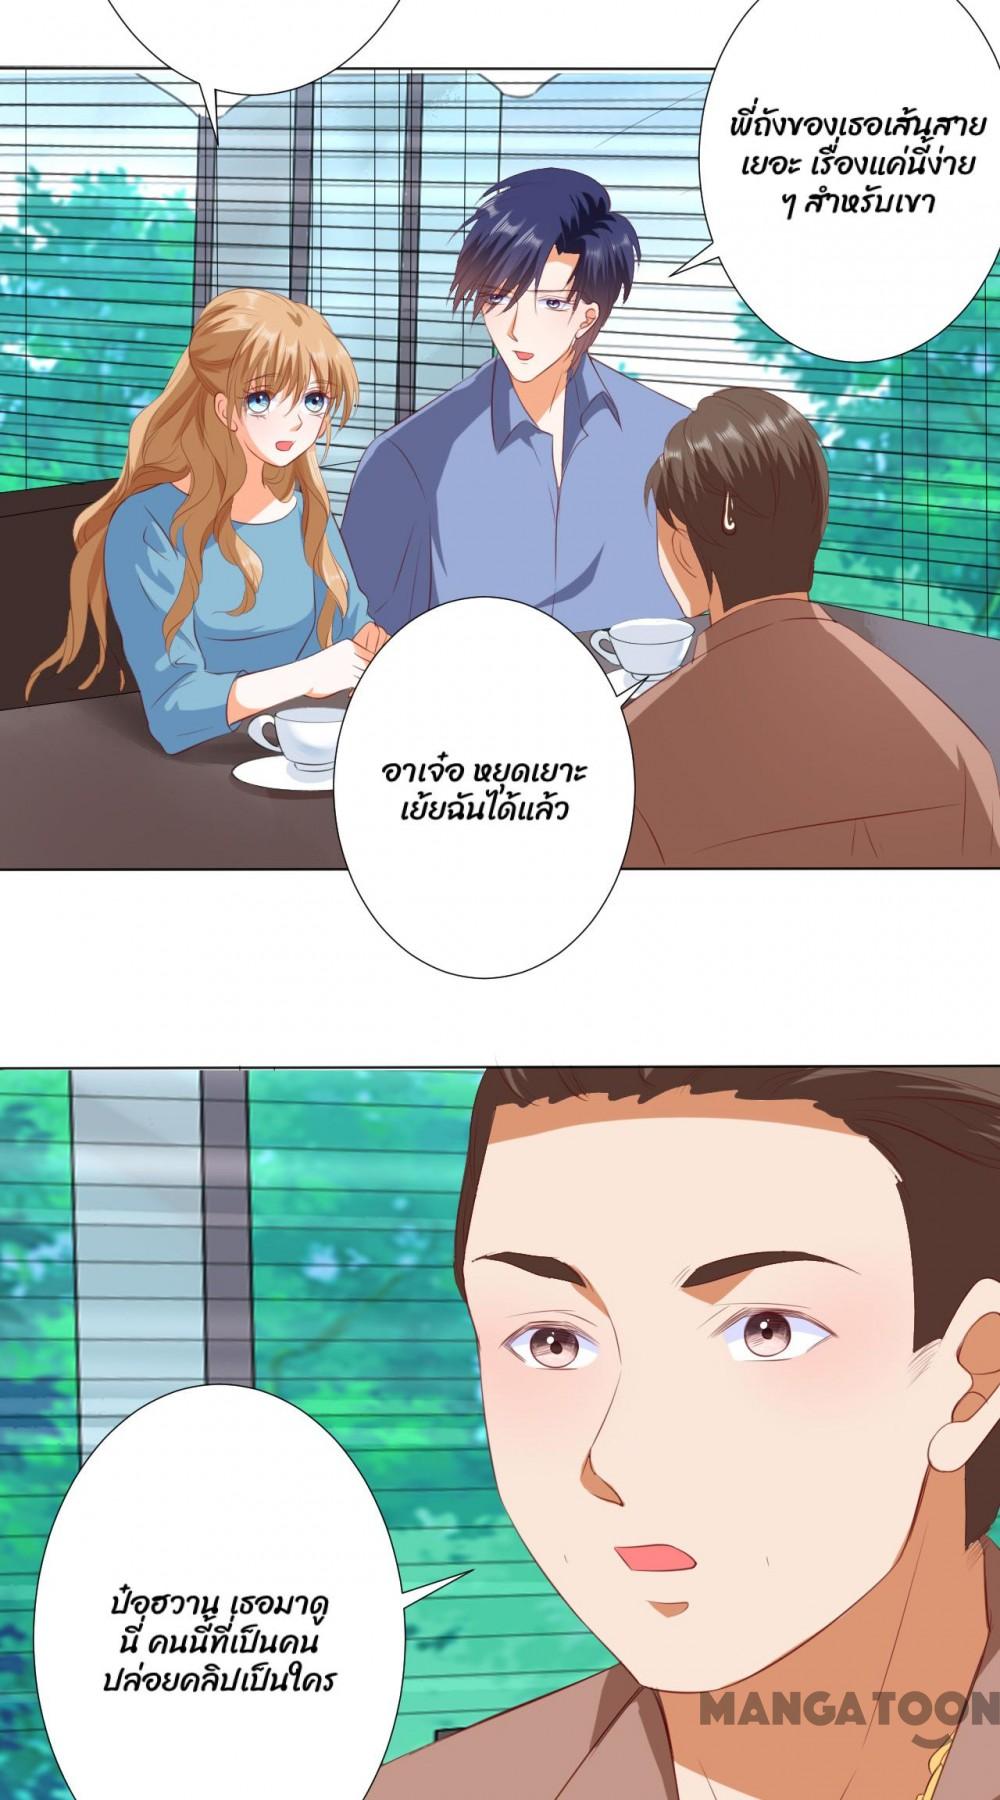 พี่ถังของเธอเส้นสาย
เยอะ เรื่องแค่นี้ง่าย
ๆ สำหรับเขา
อาเจ๋อ หยุดเยาะ
เย้ยฉันได้แล้ว
ป๋อฮวาน เธอมาดู
นี่ คนนี้ที่เป็นคน
ปล่อยคลิปเป็นใคร
MANGATOON